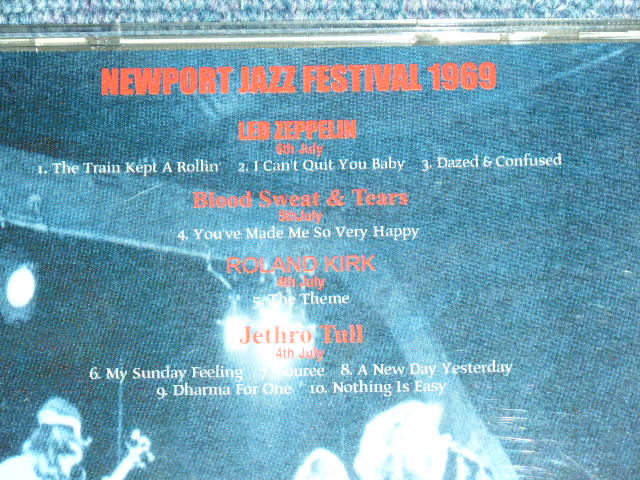 NEWPORT JAZZ FESTIVAL 1969
LED ZEPPELIN
6th July
1. The Train Kept A Rollin' 2. I Can't Quit You Baby 3. Dazed & Confused
Blood Sweat & Tears
5thJuly
4. You've Made Me So Very Happy
ROLAND KIRK
4th July
5. The Theme
Jethro Tull
4th July
6. My Sunday Feeling 7. Bouree 8. A New Day Yesterday
9. Dharma For One 10. Nothing Is Easy